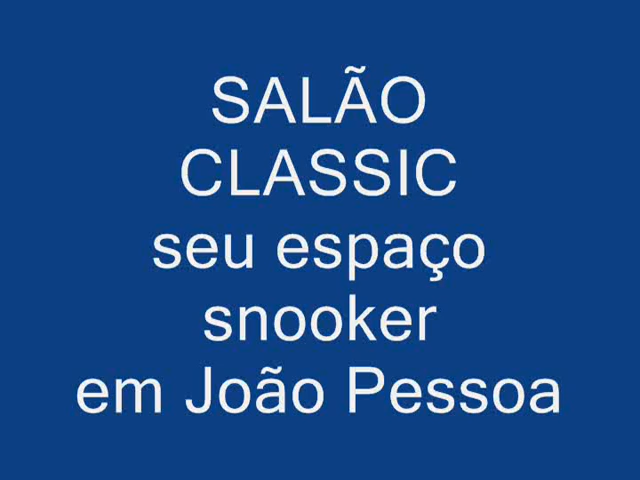 SALÃO
CLASSIC
seu espaço
snooker
em João Pessoa